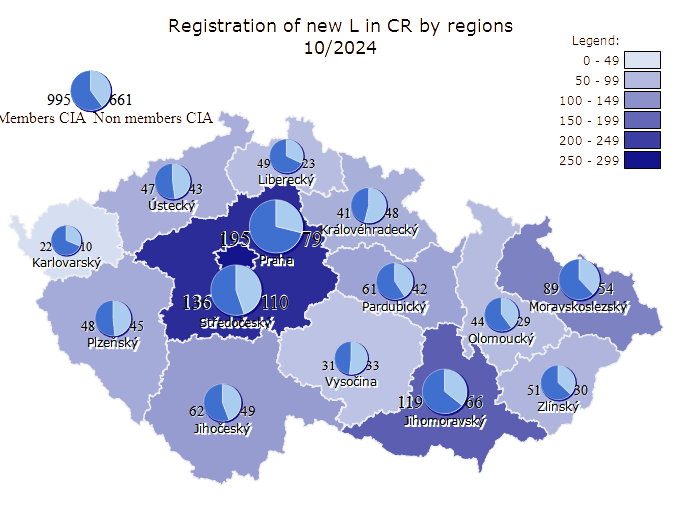 Registration of new L in CR by regions
10/2024
Legend:
0 - 49
50 - 99
100 - 149
150 - 199
200 - 249
250 - 299
995 661
Members CIA Non members CIA
49 23
Liberecký
47 43
Ústecký
41 48
Královéhradecký
195 79
Praha
22 10
Karlovarský
136 110
Středočeský
61 42
Pardubický
89 54
Moravskoslezský
48 45
Plzeňský
44 29
Olomoucký
31 33
Vysočina
51 30
Zlínský
62 49
Jihočeský
119 66
Jihomoravský